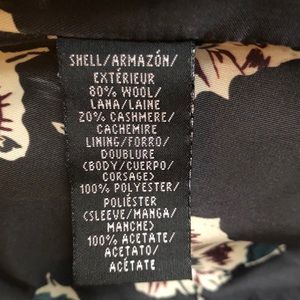 SHELL/ARMAZÓN/
EXTÉRIEUR
80% WOOL/
LANA/LAINE
20% CASHMERE/
CACHEMIRE
LINING/FORRO/
DOUBLURE
(BODY/CUERPO/
CORSAGE)
100% POLYESTER/
POLIÉSTER
(SLEEVE/MANGA/
MANCHE)
100% ACETATE/
ACETATO/
ACÉTATE